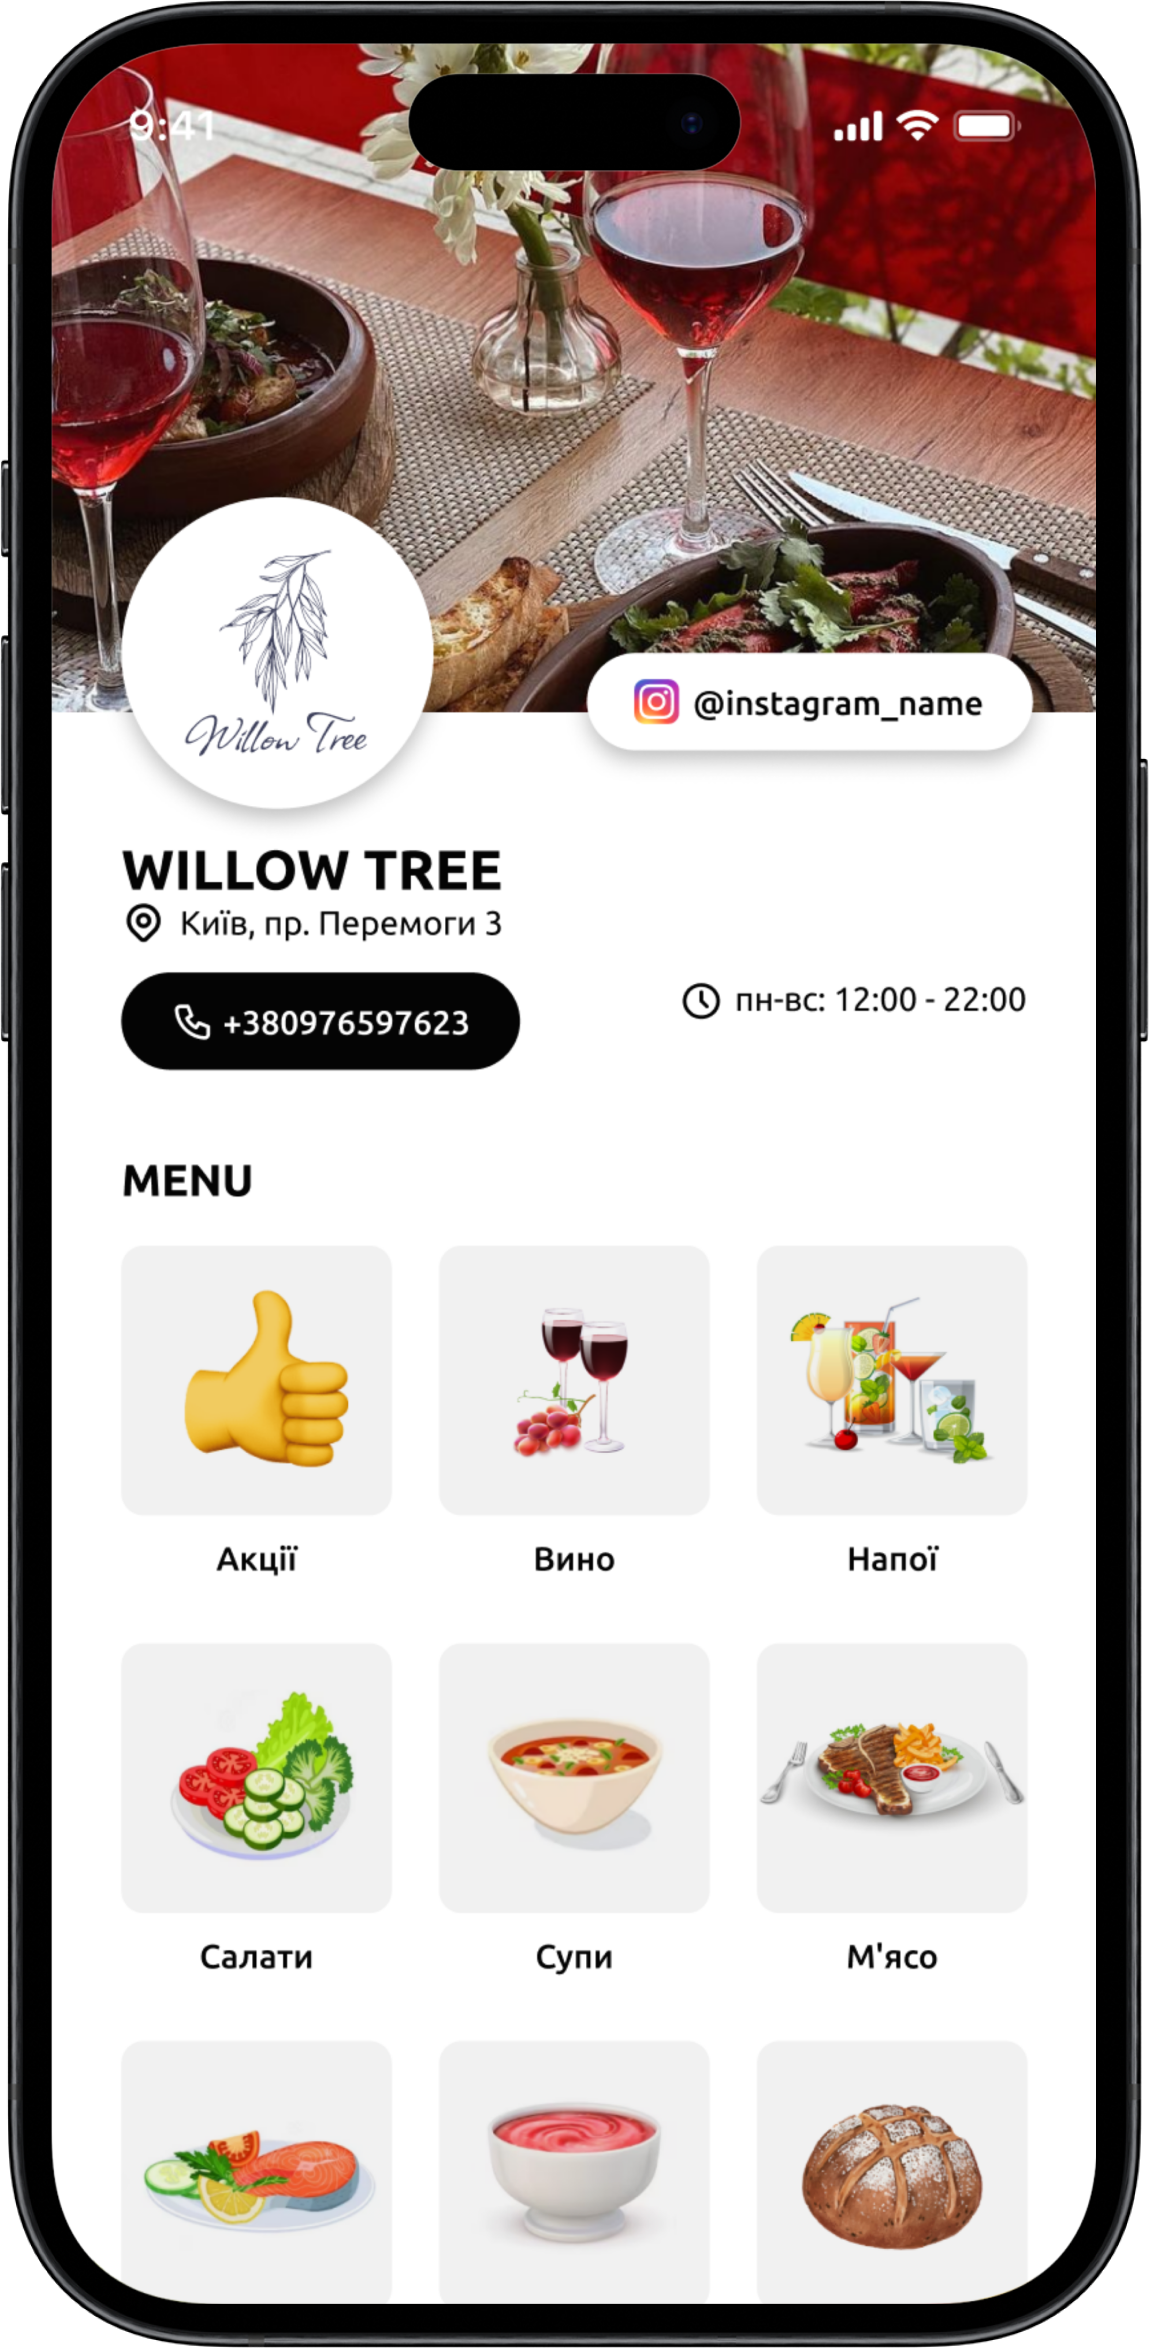 9:41
Willow Tree
@instagram_name
WILLOW TREE
Київ, пр. Перемоги 3
+380976597623
пн-вс: 12:00 - 22:00
MENU
Акції
Вино
Напої
Салати
Супи
М'ясо